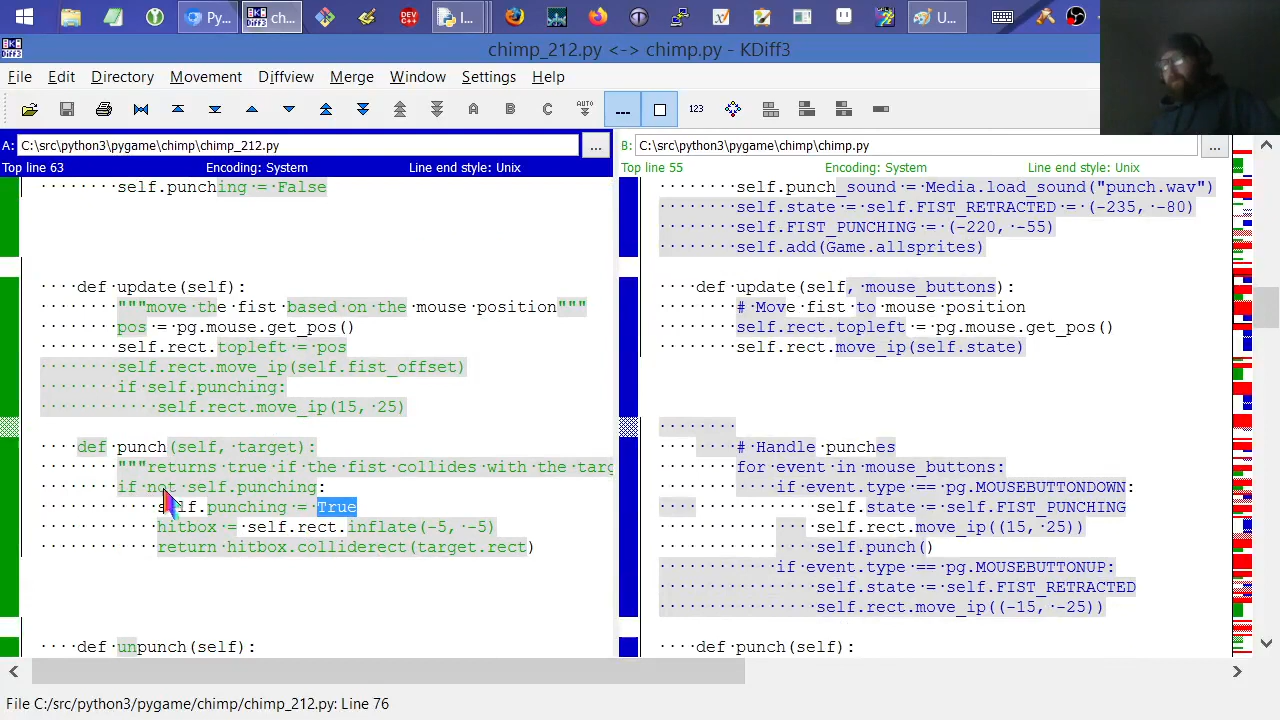 Py...
ch...
DEV
C++
I...
U...
chimp_212.py <-> chimp.py - KDiff3
File Edit Directory Movement Diffview Merge Window Settings Help
A B C AUTO 123
A: C:\src\python3\pygame\chimp\chimp_212.py ...
Top line 63 Encoding: System Line end style: Unix
········self.punching·=·False
····def·update(self):
········"""move·the·fist·based·on·the·mouse·position"""
········pos·=·pg.mouse.get_pos()
········self.rect.topleft·=·pos
········self.rect.move_ip(self.fist_offset)
········if·self.punching:
············self.rect.move_ip(15,·25)
····def·punch(self,·target):
········"""returns·true·if·the·fist·collides·with·the·targ
········if·not·self.punching:
············self.punching·=·True
············hitbox·=·self.rect.inflate(-5,·-5)
············return·hitbox.colliderect(target.rect)
····def·unpunch(self):
B: C:\src\python3\pygame\chimp\chimp.py ...
Top line 55 Encoding: System Line end style: Unix
········self.punch_sound·=·Media.load_sound("punch.wav")
········self.state·=·self.FIST_RETRACTED·=·(-235,·-80)
········self.FIST_PUNCHING·=·(-220,·-55)
········self.add(Game.allsprites)
····def·update(self,·mouse_buttons):
········#·Move·fist·to·mouse·position
········self.rect.topleft·=·pg.mouse.get_pos()
········self.rect.move_ip(self.state)
········
········#·Handle·punches
········for·event·in·mouse_buttons:
············if·event.type·==·pg.MOUSEBUTTONDOWN:
················self.state·=·self.FIST_PUNCHING
················self.rect.move_ip((15,·25))
················self.punch()
············if·event.type·==·pg.MOUSEBUTTONUP:
················self.state·=·self.FIST_RETRACTED
················self.rect.move_ip((-15,·-25))
····def·punch(self):
File C:/src/python3/pygame/chimp/chimp_212.py: Line 76